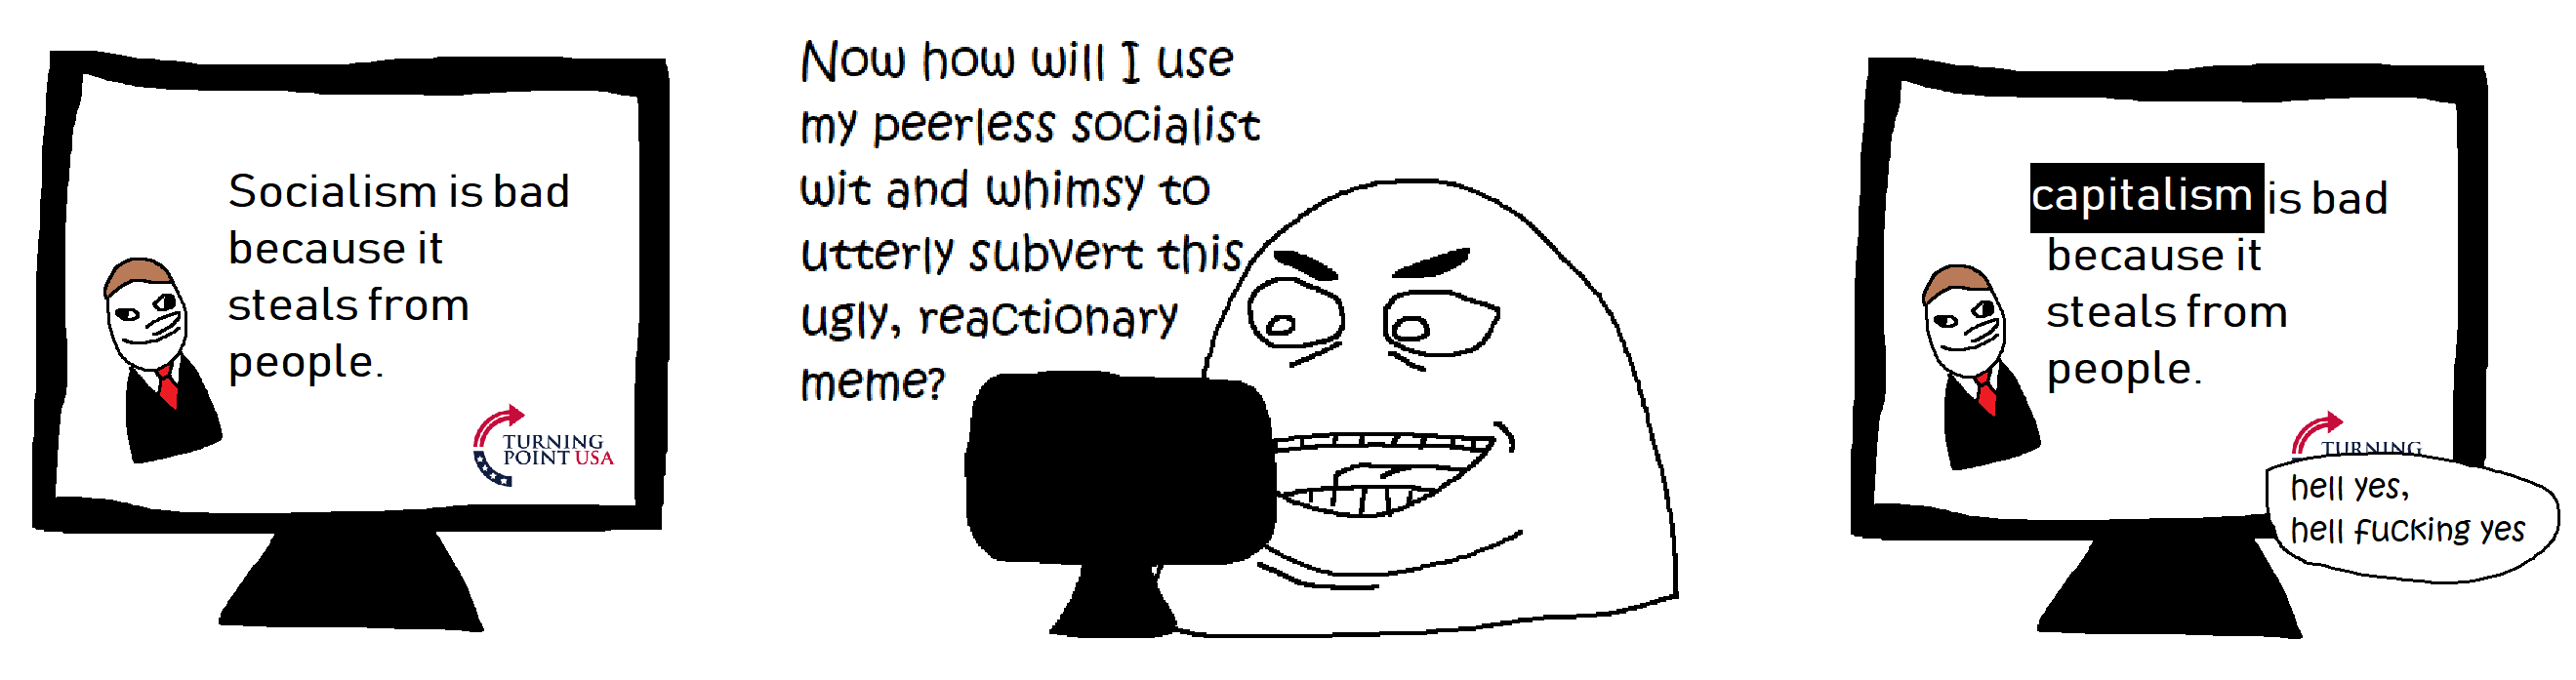 Socialism is bad
because it
steals from
people.
TURNING
POINT USA
Now how will I use
my peerless socialist
wit and whimsy to
utterly subvert this
ugly, reactionary
meme?
capitalism is bad
because it
steals from
people.
TURNING
hell yes,
hell fucking yes